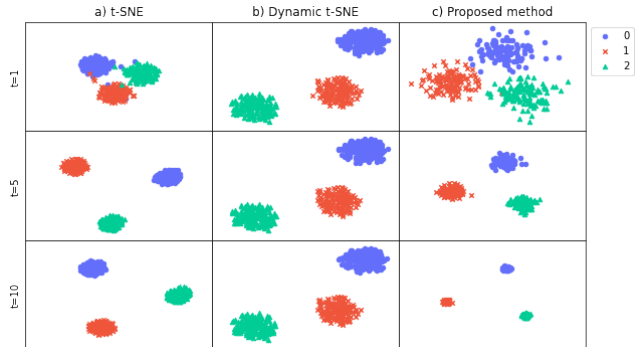 a) t-SNE
b) Dynamic t-SNE
c) Proposed method
0
1
2
t=1
t=5
t=10